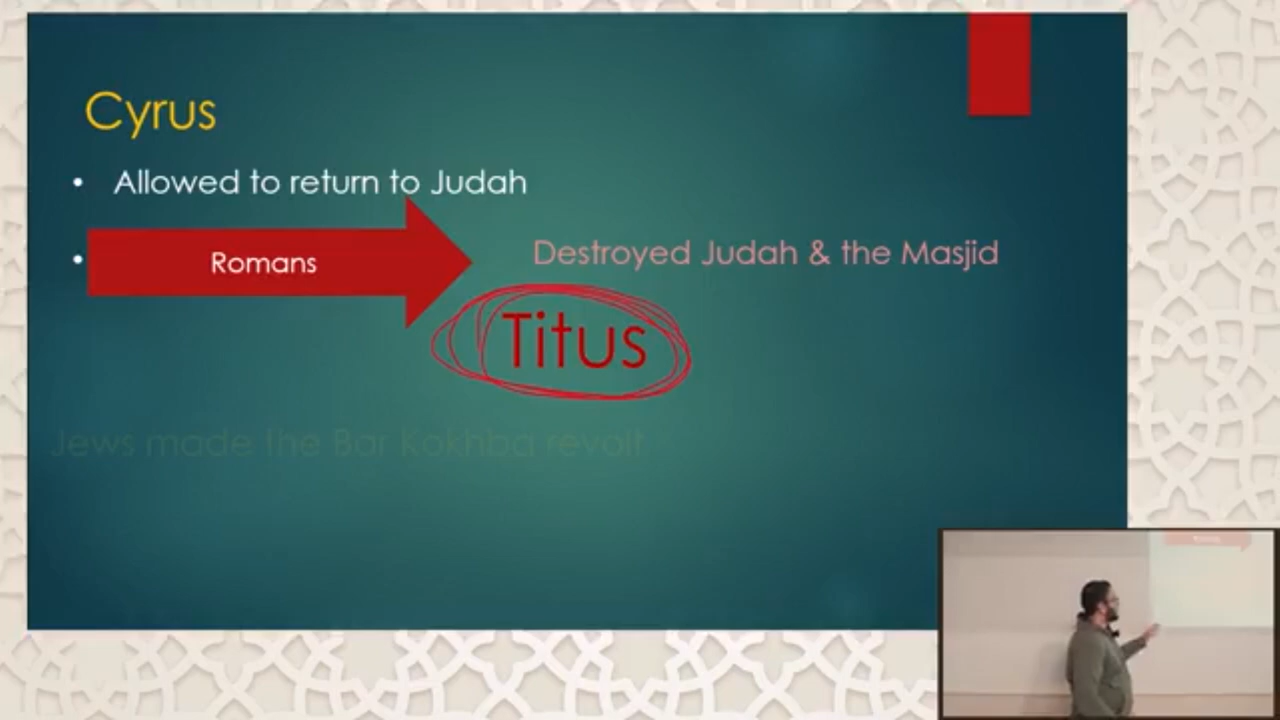 Cyrus
• Allowed to return to Judah
• Romans
Destroyed Judah & the Masjid
Titus
Jews made the Bar Kokhba revolt